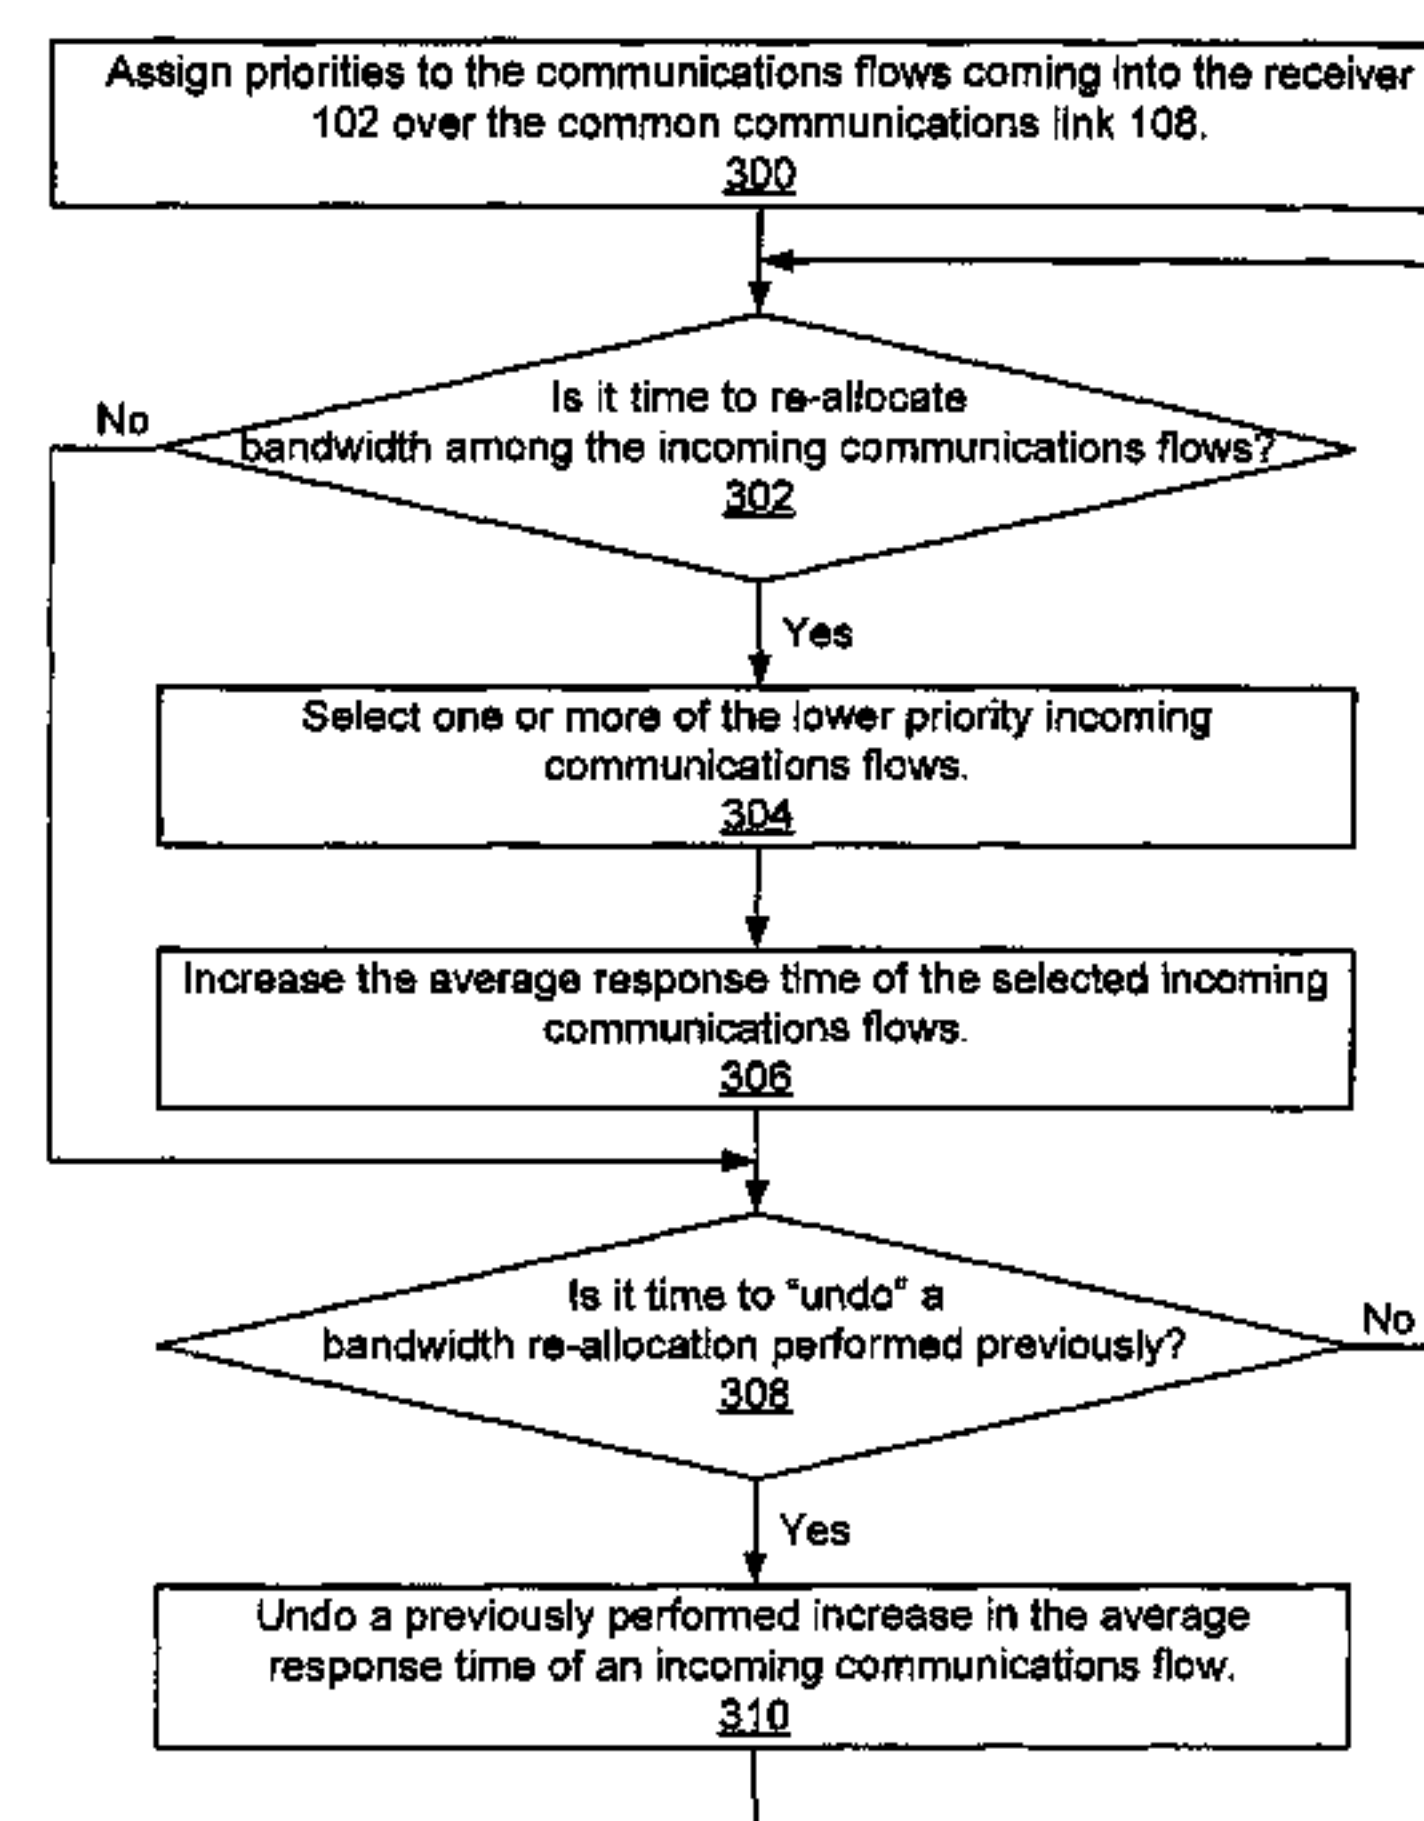 Assign priorities to the communications flows coming into the receiver
102 over the common communications link 108.
300
Is it time to re-allocate
bandwidth among the incoming communications flows?
302
No
Yes
Select one or more of the lower priority incoming
communications flows.
304
Increase the average response time of the selected incoming
communications flows.
306
Is it time to "undo" a
bandwidth re-allocation performed previously?
308
No
Yes
Undo a previously performed increase in the average
response time of an incoming communications flow.
310